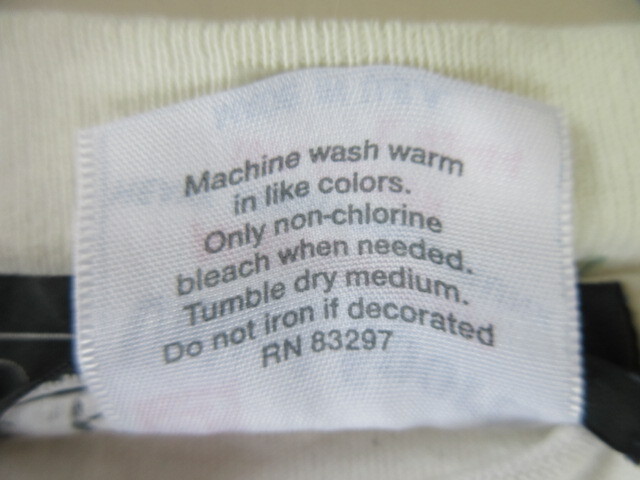 Machine wash warm
in like colors.
Only non-chlorine
bleach when needed.
Tumble dry medium.
Do not iron if decorated
RN 83297